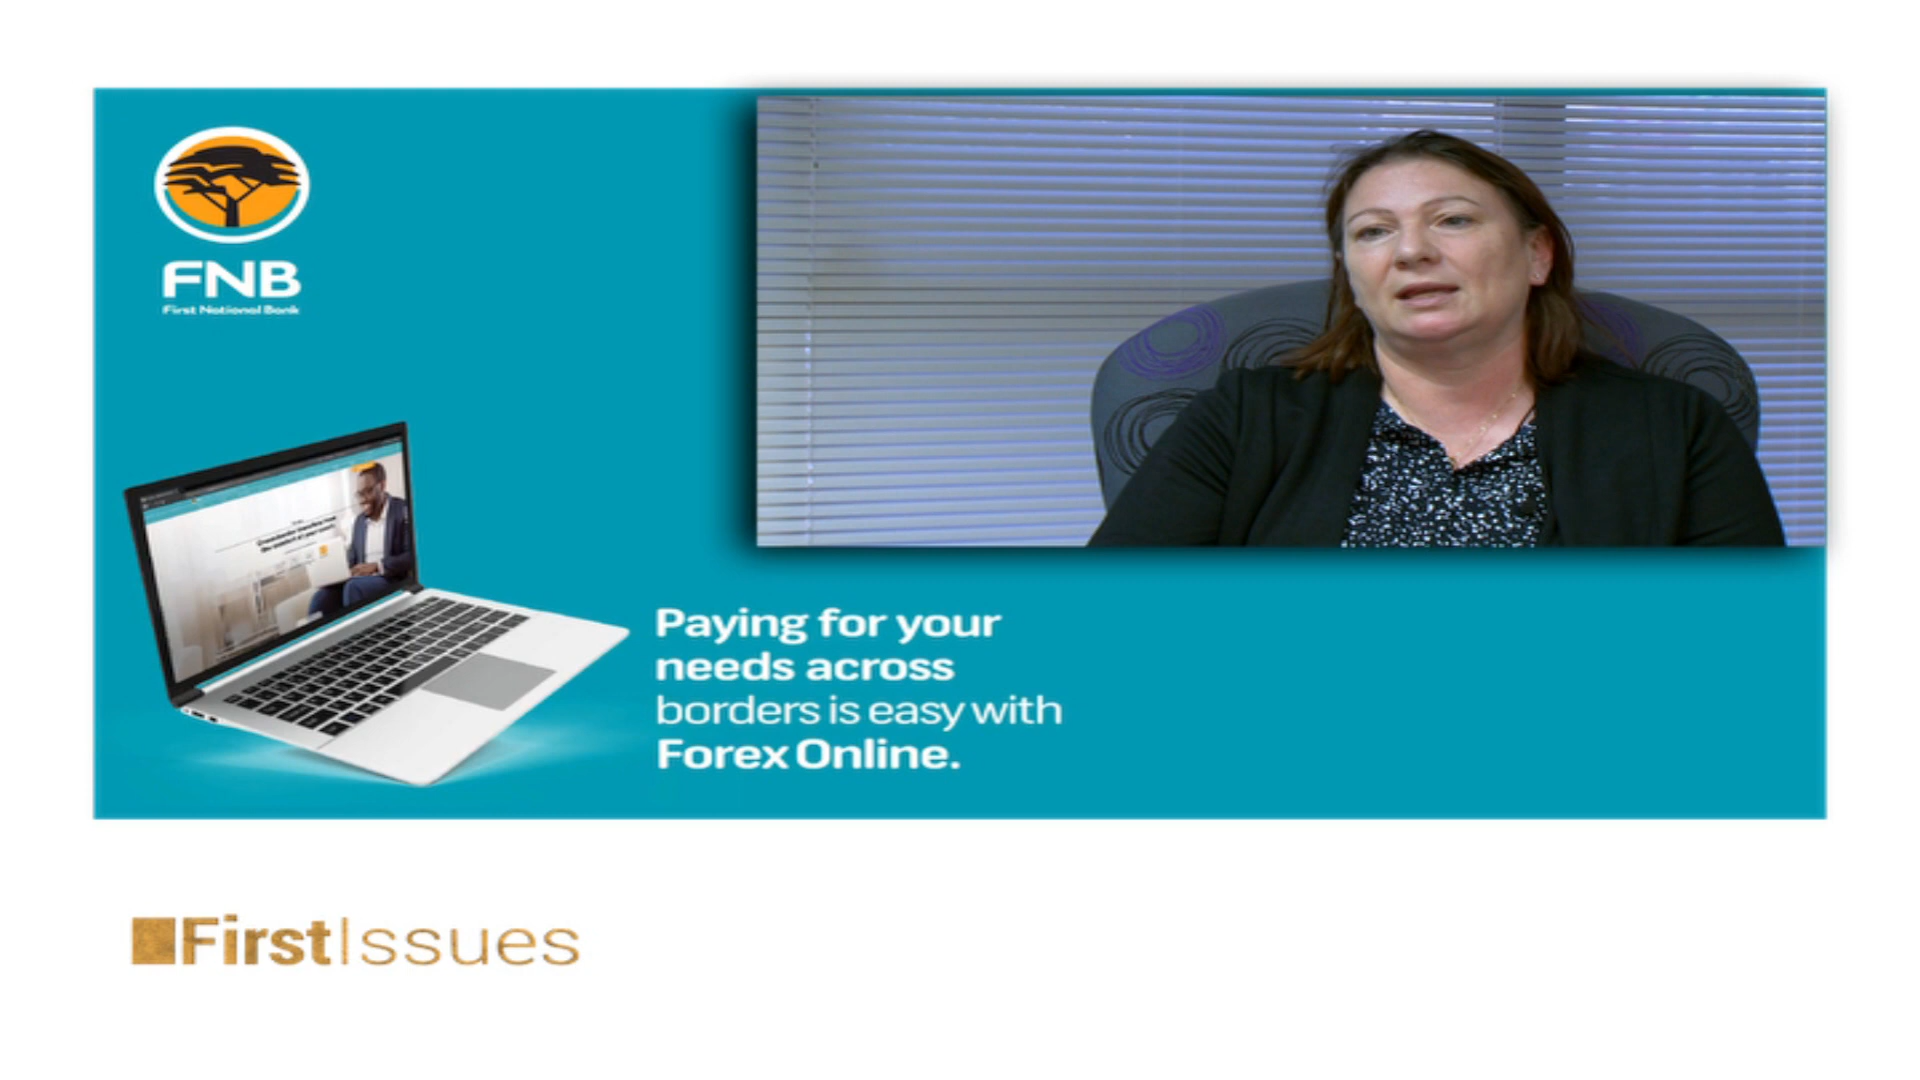 FNB
First National Bank
Paying for your
needs across
borders is easy with
Forex Online.
First|Issues